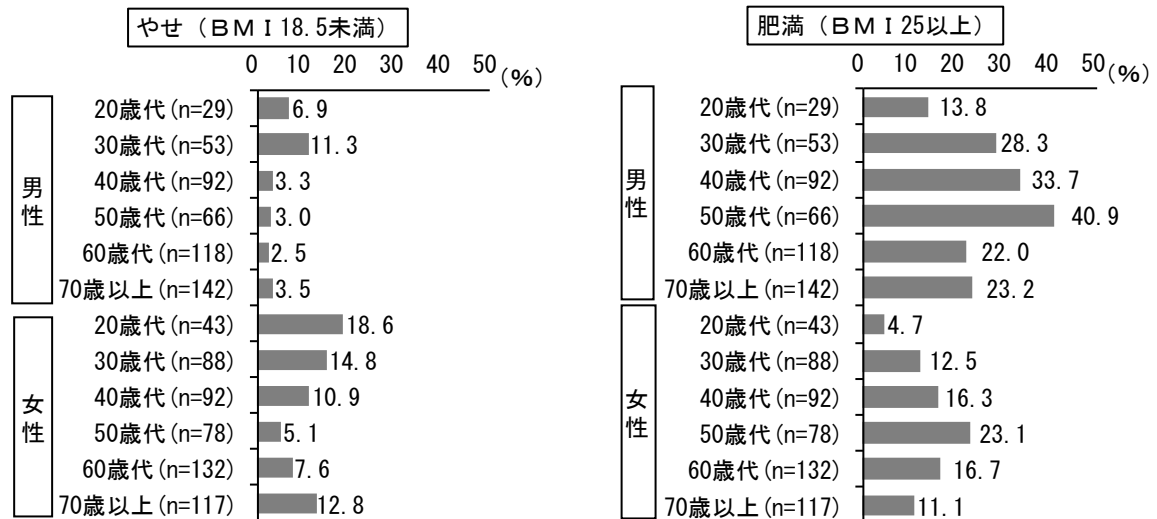 やせ（ＢＭＩ18.5未満）
0 10 20 30 40 50(%)
男性
20歳代(n=29) 6.9
30歳代(n=53) 11.3
40歳代(n=92) 3.3
50歳代(n=66) 3.0
60歳代(n=118) 2.5
70歳以上(n=142) 3.5
女性
20歳代(n=43) 18.6
30歳代(n=88) 14.8
40歳代(n=92) 10.9
50歳代(n=78) 5.1
60歳代(n=132) 7.6
70歳以上(n=117) 12.8
肥満（ＢＭＩ25以上）
0 10 20 30 40 50(%)
男性
20歳代(n=29) 13.8
30歳代(n=53) 28.3
40歳代(n=92) 33.7
50歳代(n=66) 40.9
60歳代(n=118) 22.0
70歳以上(n=142) 23.2
女性
20歳代(n=43) 4.7
30歳代(n=88) 12.5
40歳代(n=92) 16.3
50歳代(n=78) 23.1
60歳代(n=132) 16.7
70歳以上(n=117) 11.1